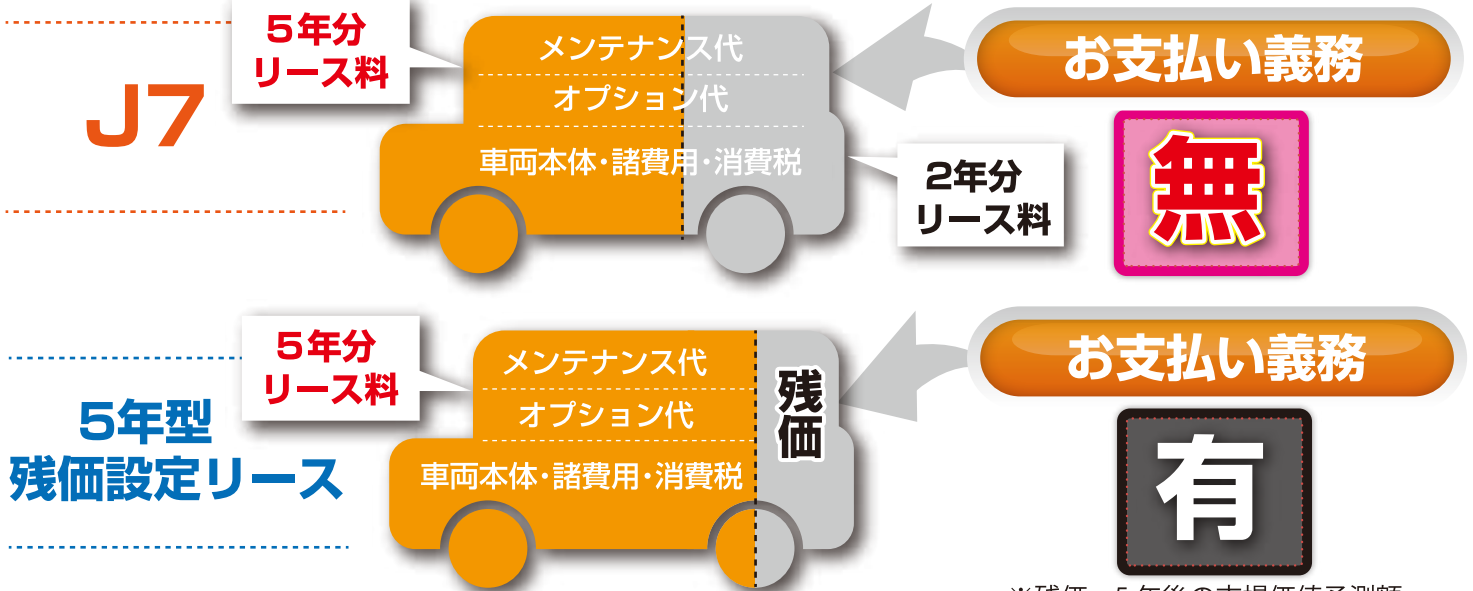 J7
5年分
リース料
メンテナンス代
オプション代
車両本体・諸費用・消費税
2年分
リース料
お支払い義務
無
5年型
残価設定リース
5年分
リース料
メンテナンス代
オプション代
車両本体・諸費用・消費税
残価
お支払い義務
有